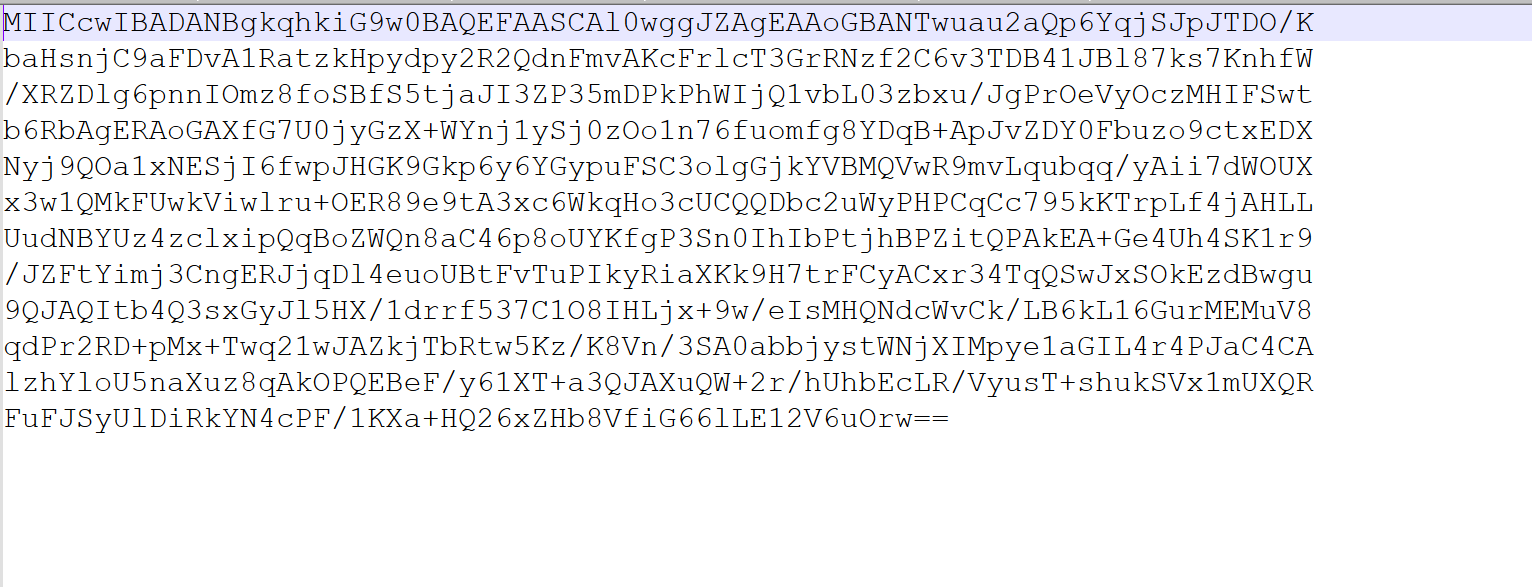 MIICcwIBADANBgkqhkiG9w0BAQEFAASCAl0wggJZAgEAAoGBANTwuau2aQp6YqjSJpJTDO/K
baHsnjC9aFDvA1RatzkHpydpy2R2QdnFmvAKcFrlcT3GrRNzf2C6v3TDB41JBl87ks7KnhfW
/XRZDlg6pnnIOmz8foSBfS5tjaJI3ZP35mDPkPhWIjQ1vbL03zbxu/JgPrOeVyOczMHIFSwt
b6RbAgERAoGAXfG7U0jyGzX+WYnj1ySj0zOo1n76fuomfg8YDqB+ApJvZDY0Fbuzo9ctxEDX
Nyj9QOa1xNESjI6fwpJHGK9Gkp6y6YGypuFSC3olgGjkYVBMQVwR9mvLqubqq/yAii7dWOUX
x3w1QMkFUwkViwlru+OER89e9tA3xc6WkqHo3cUCQQDbc2uWyPHPCqCc795kKTrpLf4jAHLL
UudNBYUz4zclxipQqBoZWQn8aC46p8oUYKfgP3Sn0IhIbPtjhBPZitQPAkEA+Ge4Uh4SK1r9
/JZFtYimj3CngERJjqDl4euoUBtFvTuPIkyRiaXKk9H7trFCyACxr34TqQSwJxSOkEzdBwgu
9QJAQItb4Q3sxGyJl5HX/1drrf537C1O8IHLjx+9w/eIsMHQNdcWvCk/LB6kL16GurMEMuV8
qdPr2RD+pMx+Twq21wJAZkjTbRtw5Kz/K8Vn/3SA0abbjystWNjXIMpye1aGIL4r4PJaC4CA
lzhYloU5naXuz8qAkOPQEBeF/y61XT+a3QJAXuQW+2r/hUhbEcLR/VyusT+shukSVx1mUXQR
FuFJSyUlDiRkYN4cPF/1KXa+HQ26xZHb8VfiG66lLE12V6uOrw==